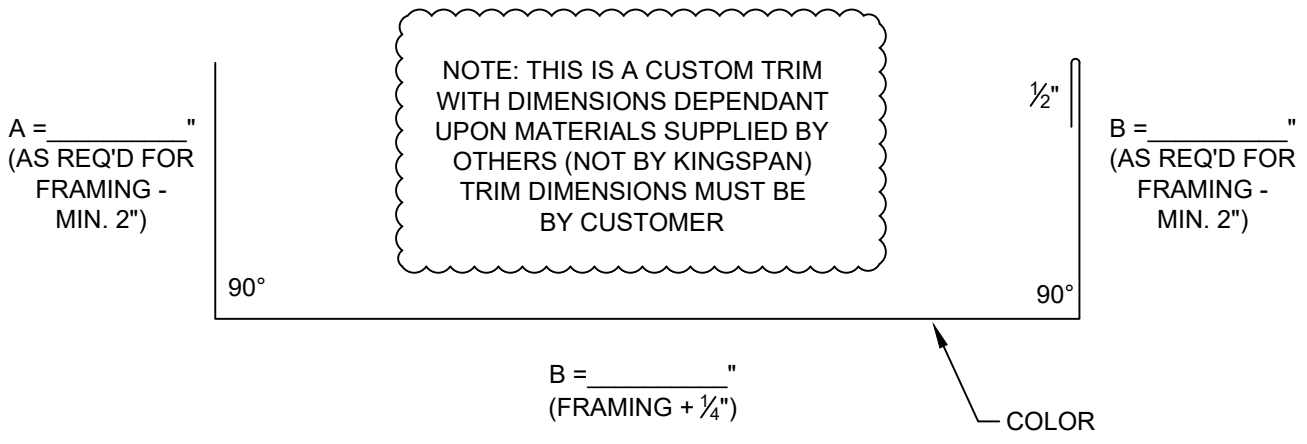 NOTE: THIS IS A CUSTOM TRIM
WITH DIMENSIONS DEPENDANT
UPON MATERIALS SUPPLIED BY
OTHERS (NOT BY KINGSPAN)
TRIM DIMENSIONS MUST BE
BY CUSTOMER
A =__________"
(AS REQ'D FOR
FRAMING -
MIN. 2")
½"
B =__________"
(AS REQ'D FOR
FRAMING -
MIN. 2")
90°
90°
B =__________"
(FRAMING + ¼")
COLOR